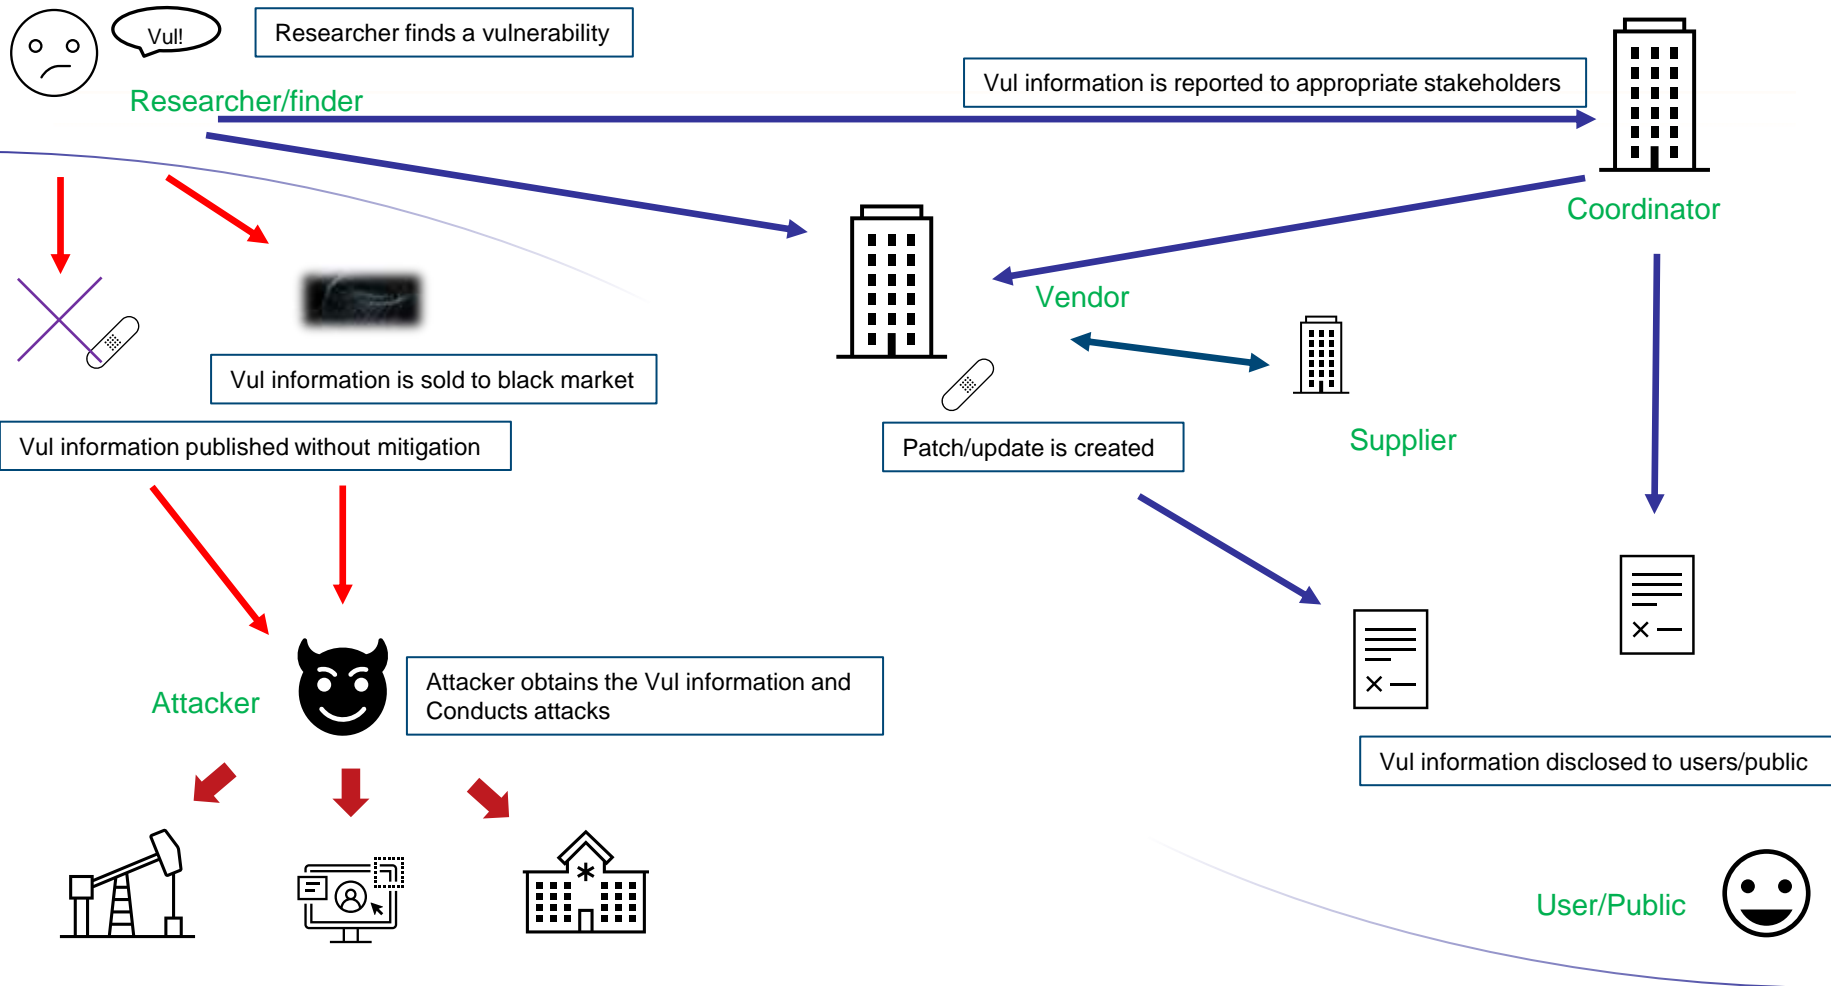 Vul!
Researcher finds a vulnerability
Vul information is reported to appropriate stakeholders
Researcher/finder
Coordinator
Vendor
Vul information is sold to black market
Vul information published without mitigation
Patch/update is created
Supplier
Attacker
Attacker obtains the Vul information and
Conducts attacks
Vul information disclosed to users/public
User/Public